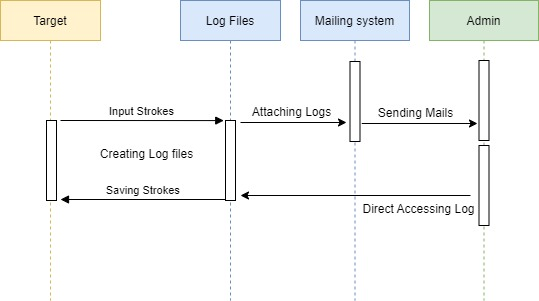 Target
Log Files
Mailing system
Admin
Input Strokes
Attaching Logs
Sending Mails
Creating Log files
Saving Strokes
Direct Accessing Log